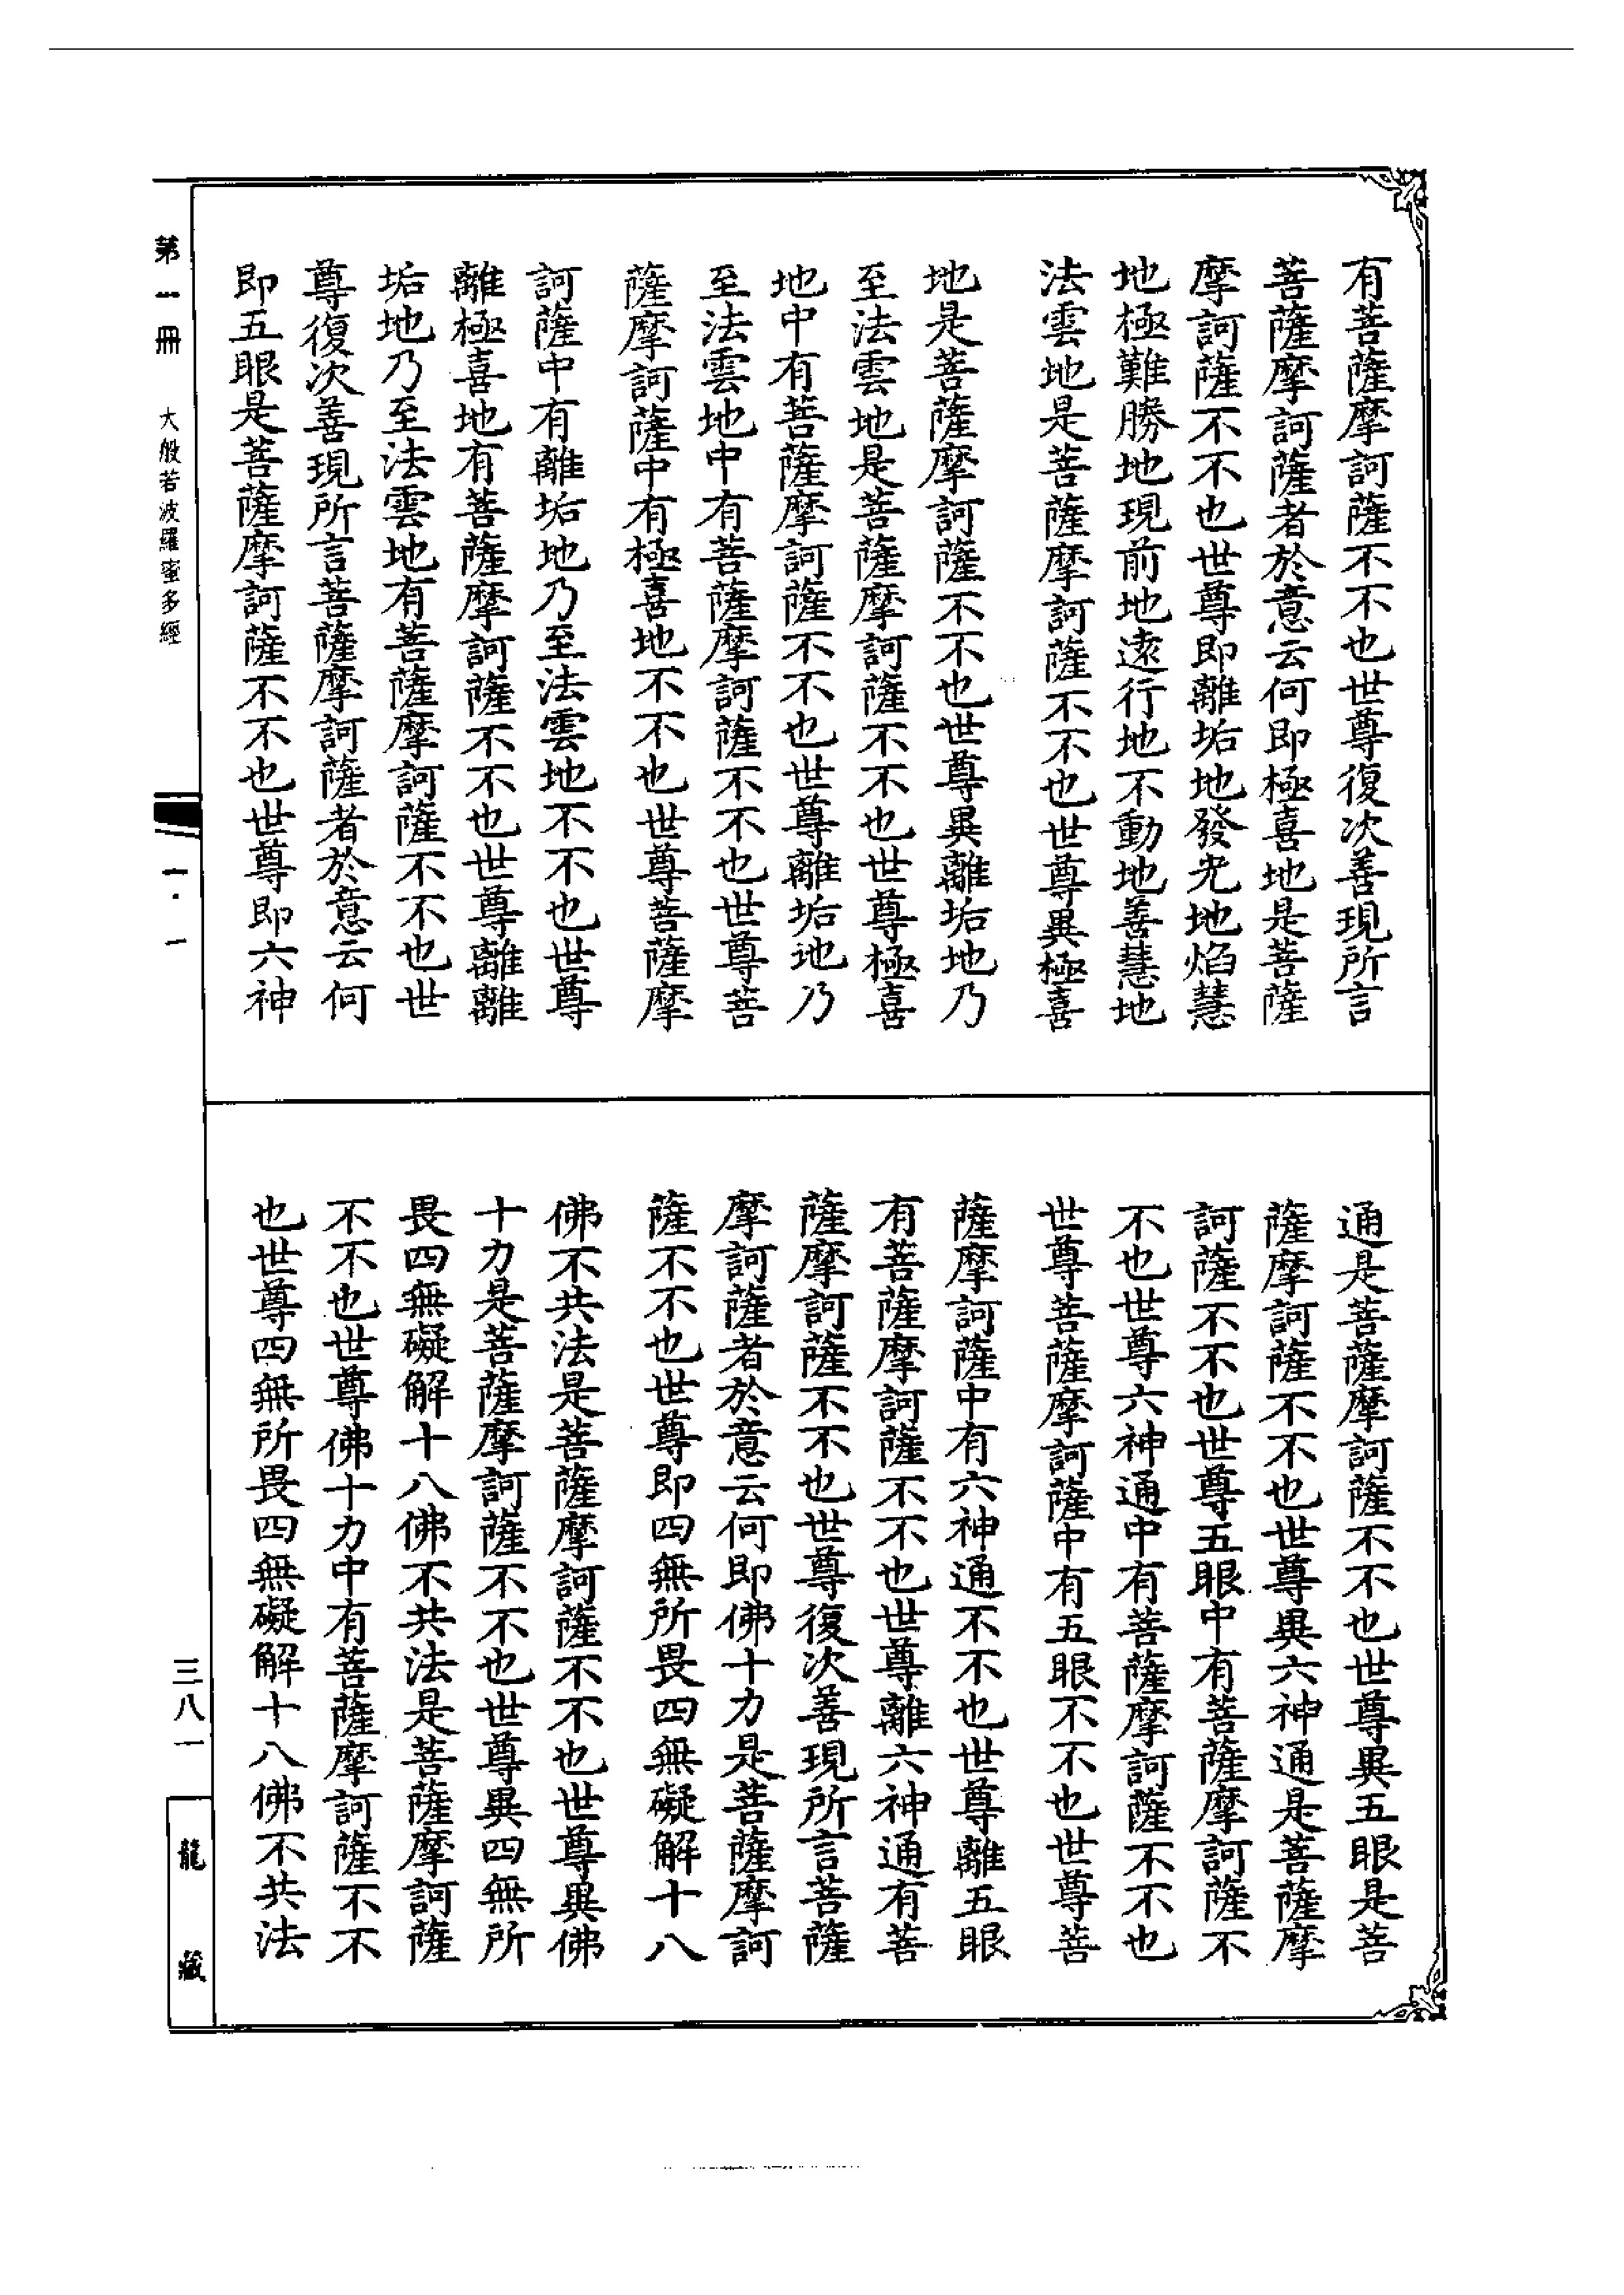 有菩薩摩訶薩不不也世尊復次善現所言
菩薩摩訶薩者於意云何即極喜地是菩薩
摩訶薩不不也世尊即離垢地發光地焰慧
地極難勝地現前地遠行地不動地善慧地
法雲地是菩薩摩訶薩不不也世尊異極喜
地是菩薩摩訶薩不不也世尊異離垢地乃
至法雲地是菩薩摩訶薩不不也世尊極喜
地中有菩薩摩訶薩不不也世尊離垢地乃
至法雲地中有菩薩摩訶薩不不也世尊菩
薩摩訶薩中有極喜地不不也世尊菩薩摩
訶薩中有離垢地乃至法雲地不不也世尊
離極喜地有菩薩摩訶薩不不也世尊離離
垢地乃至法雲地有菩薩摩訶薩不不也世
尊復次善現所言菩薩摩訶薩者於意云何
即五眼是菩薩摩訶薩不不也世尊即六神
通是菩薩摩訶薩不不也世尊異五眼是菩
薩摩訶薩不不也世尊異六神通是菩薩摩
訶薩不不也世尊五眼中有菩薩摩訶薩不
不也世尊六神通中有菩薩摩訶薩不不也
世尊菩薩摩訶薩中有五眼不不也世尊菩
薩摩訶薩中有六神通不不也世尊離五眼
有菩薩摩訶薩不不也世尊離六神通有菩
薩摩訶薩不不也世尊復次善現所言菩薩
摩訶薩者於意云何即佛十力是菩薩摩訶
薩不不也世尊即四無所畏四無礙解十八
佛不共法是菩薩摩訶薩不不也世尊異佛
十力是菩薩摩訶薩不不也世尊異四無所
畏四無礙解十八佛不共法是菩薩摩訶薩
不不也世尊佛十力中有菩薩摩訶薩不不
也世尊四無所畏四無礙解十八佛不共法
第一冊 大般若波羅蜜多經 一·一
三八一
龍藏